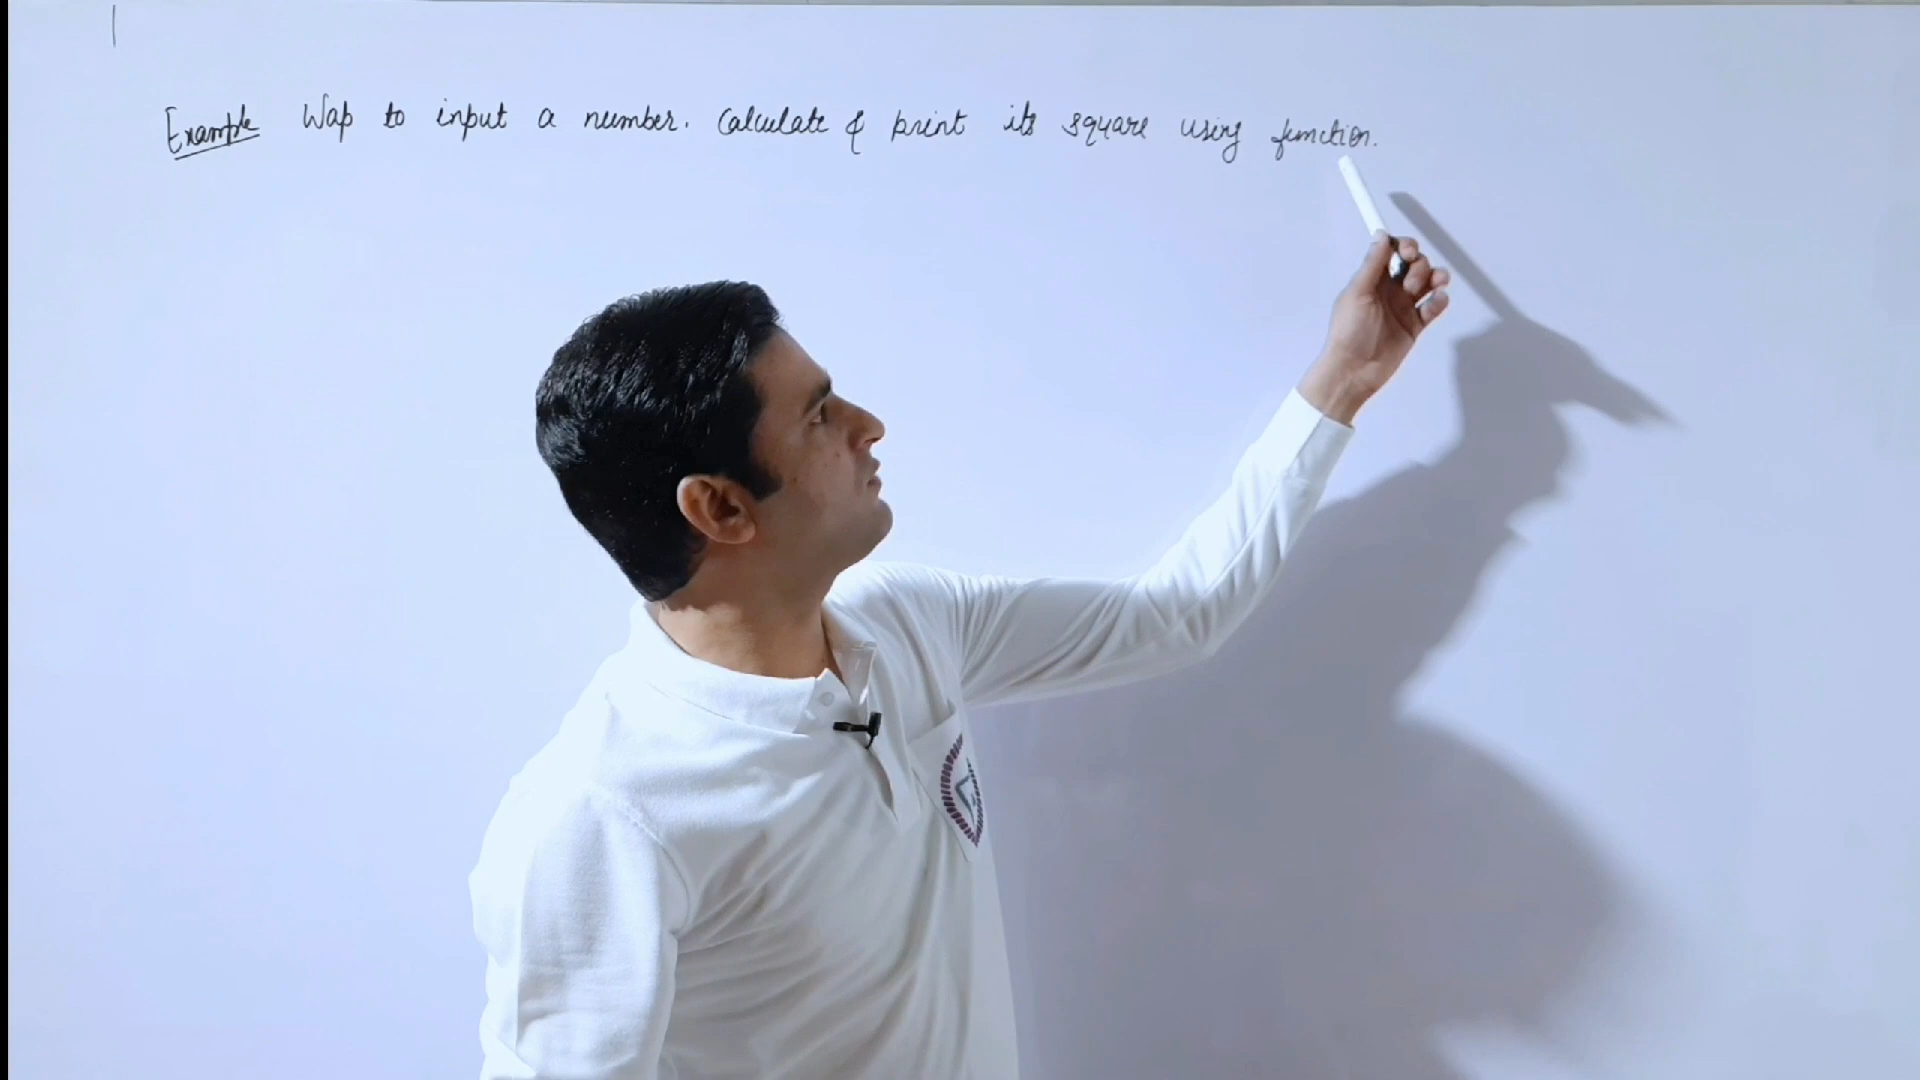 Example Wap to input a number. Calculate & print its square using function.